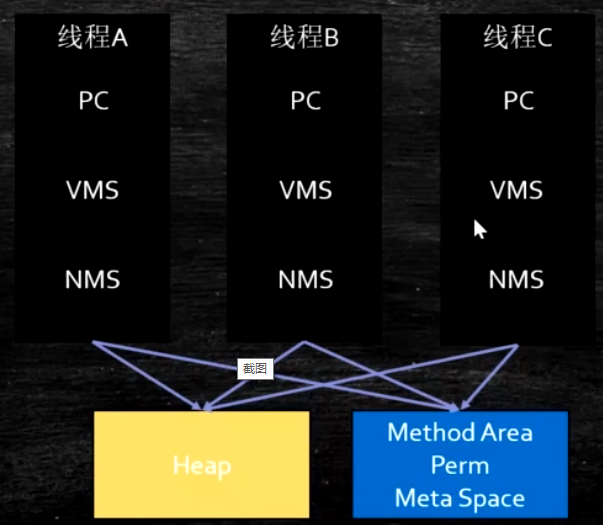 线程A
线程B
线程C
PC
PC
PC
VMS
VMS
VMS
NMS
NMS
NMS
截图
Heap
Method Area
Perm
Meta Space